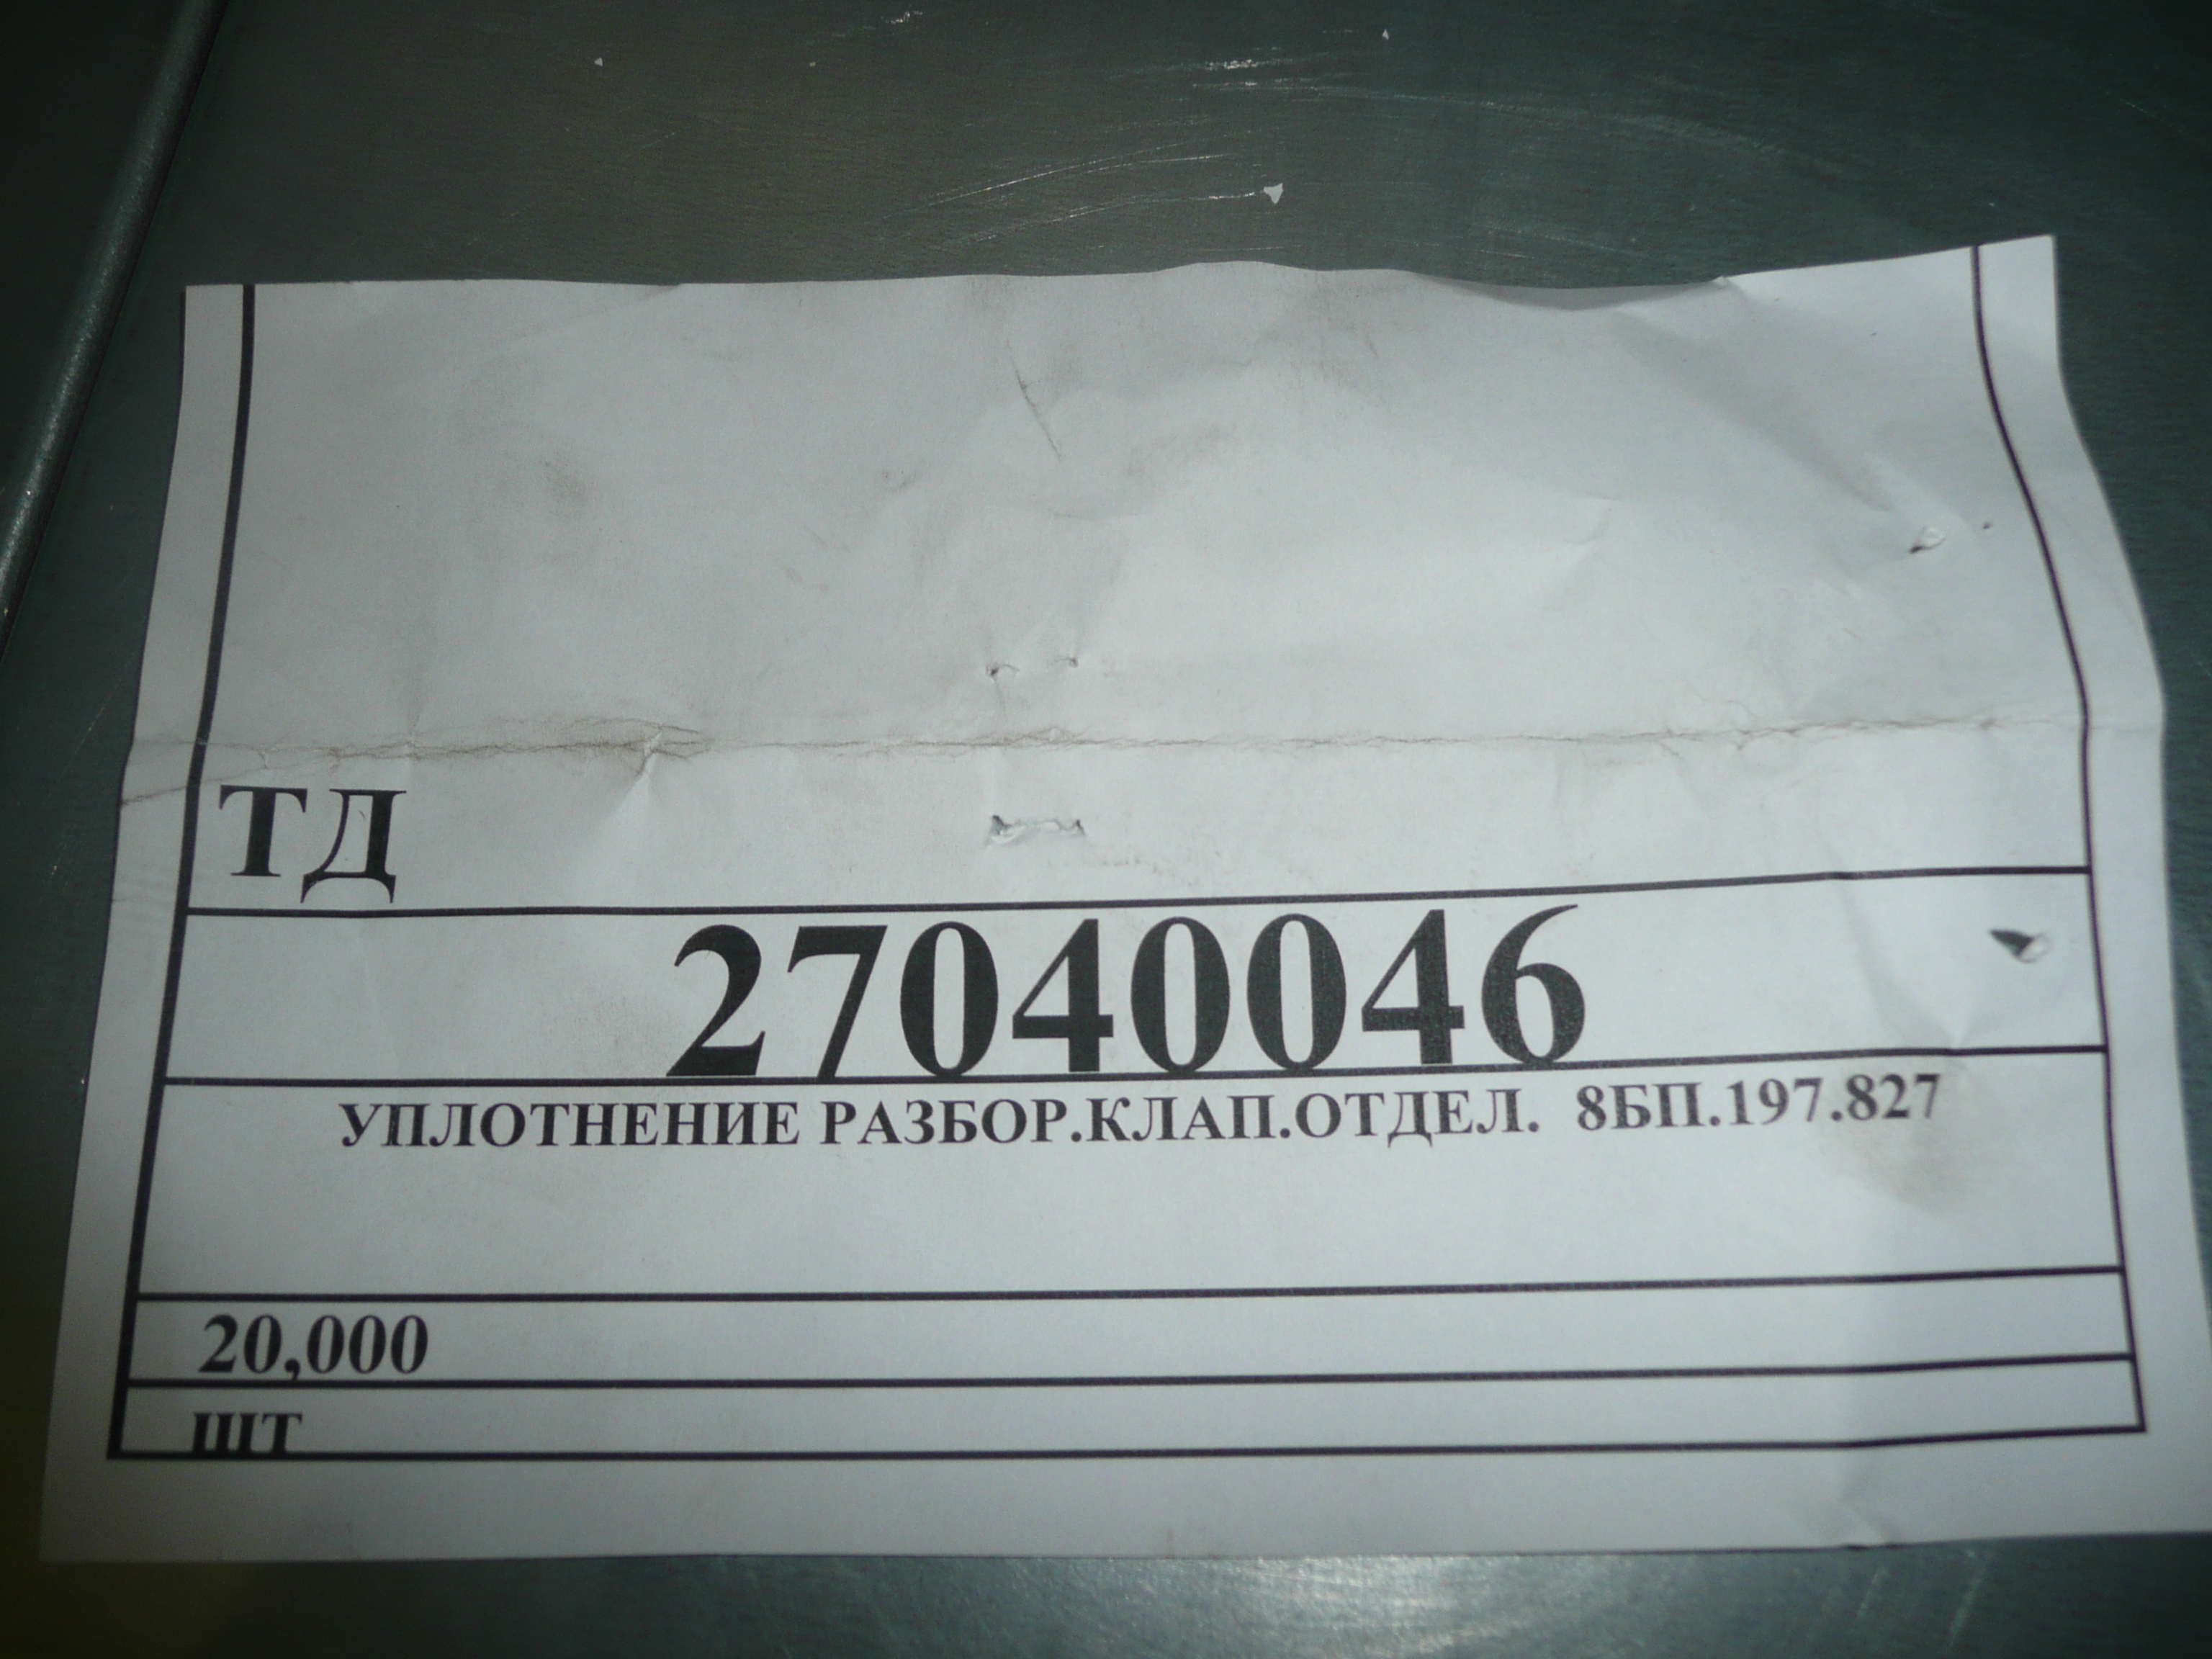 ТД
27040046
УПЛОТНЕНИЕ РАЗБОР.КЛАП.ОТДЕЛ. 8БП.197.827
20,000
ШТ